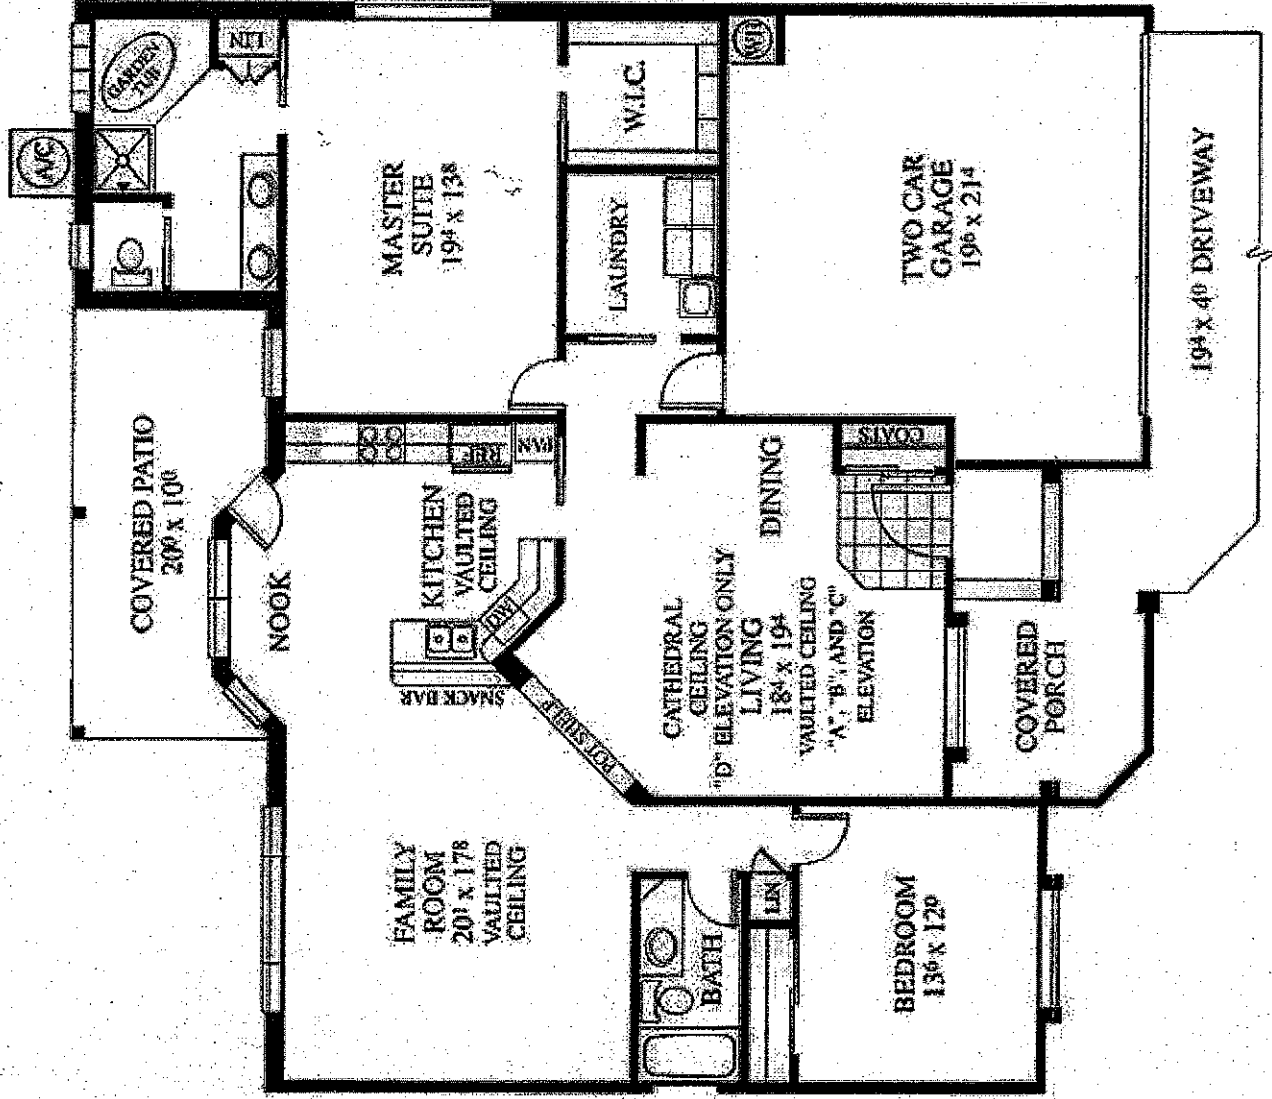 COVERED PATIO
20⁰ x 10⁰
NOOK
A/C
GARDEN
TUB
LIN
MASTER
SUITE
19⁴ x 13⁸
W.I.C.
LAUNDRY
WH
TWO CAR
GARAGE
19⁶ x 21⁴
19⁴ x 4⁰ DRIVEWAY
KITCHEN
VAULTED
CEILING
REF.
PAN
DW
SNACK BAR
POT SHELF
FAMILY
ROOM
20³ x 17⁸
VAULTED
CEILING
DINING
COATS
CATHEDRAL
CEILING
"D" ELEVATION ONLY
LIVING
18⁴ x 19⁴
VAULTED CEILING
"A", "B", AND "C"
ELEVATION
COVERED
PORCH
BATH
LIN
BEDROOM
13⁶ x 12⁰